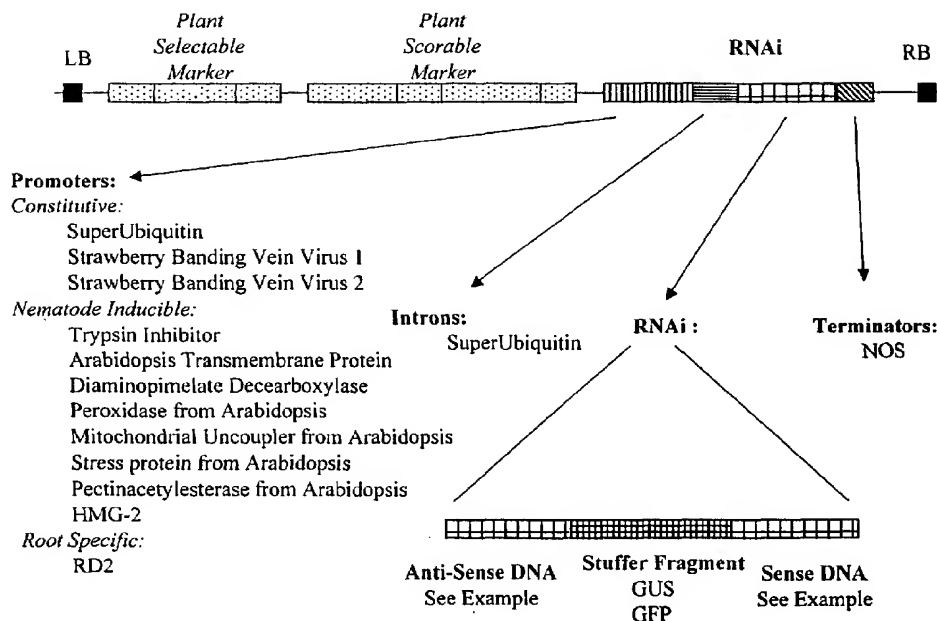 LB
Plant
Selectable
Marker
Plant
Scorable
Marker
RNAi
RB
Promoters:
Constitutive:
SuperUbiquitin
Strawberry Banding Vein Virus 1
Strawberry Banding Vein Virus 2
Nematode Inducible:
Trypsin Inhibitor
Arabidopsis Transmembrane Protein
Diaminopimelate Decearboxylase
Peroxidase from Arabidopsis
Mitochondrial Uncoupler from Arabidopsis
Stress protein from Arabidopsis
Pectinacetylesterase from Arabidopsis
HMG-2
Root Specific:
RD2
Introns:
SuperUbiquitin
RNAi :
Terminators:
NOS
Anti-Sense DNA
See Example
Stuffer Fragment
GUS
GFP
Sense DNA
See Example